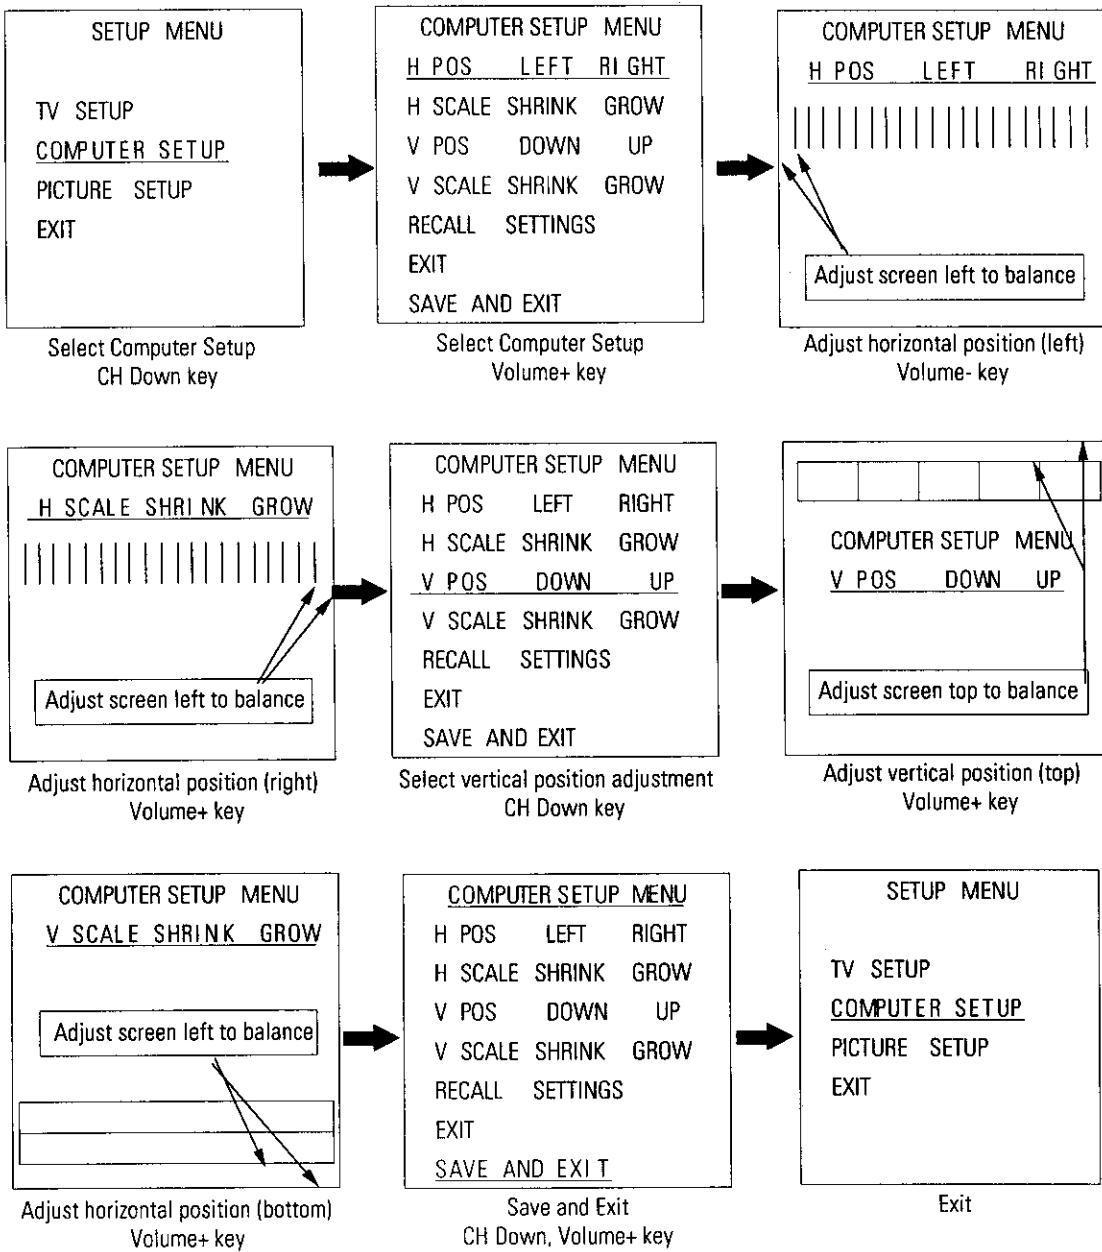 SETUP MENU
TV SETUP
COMPUTER SETUP
PICTURE SETUP
EXIT
Select Computer Setup
CH Down key
COMPUTER SETUP MENU
H POS LEFT RIGHT
H SCALE SHRINK GROW
V POS DOWN UP
V SCALE SHRINK GROW
RECALL SETTINGS
EXIT
SAVE AND EXIT
Select Computer Setup
Volume+ key
COMPUTER SETUP MENU
H POS LEFT RIGHT
Adjust screen left to balance
Adjust horizontal position (left)
Volume- key
COMPUTER SETUP MENU
H SCALE SHRINK GROW
Adjust screen left to balance
Adjust horizontal position (right)
Volume+ key
COMPUTER SETUP MENU
H POS LEFT RIGHT
H SCALE SHRINK GROW
V POS DOWN UP
V SCALE SHRINK GROW
RECALL SETTINGS
EXIT
SAVE AND EXIT
Select vertical position adjustment
CH Down key
COMPUTER SETUP MENU
V POS DOWN UP
Adjust screen top to balance
Adjust vertical position (top)
Volume+ key
COMPUTER SETUP MENU
V SCALE SHRINK GROW
Adjust screen left to balance
Adjust horizontal position (bottom)
Volume+ key
COMPUTER SETUP MENU
H POS LEFT RIGHT
H SCALE SHRINK GROW
V POS DOWN UP
V SCALE SHRINK GROW
RECALL SETTINGS
EXIT
SAVE AND EXIT
Save and Exit
CH Down, Volume+ key
SETUP MENU
TV SETUP
COMPUTER SETUP
PICTURE SETUP
EXIT
Exit